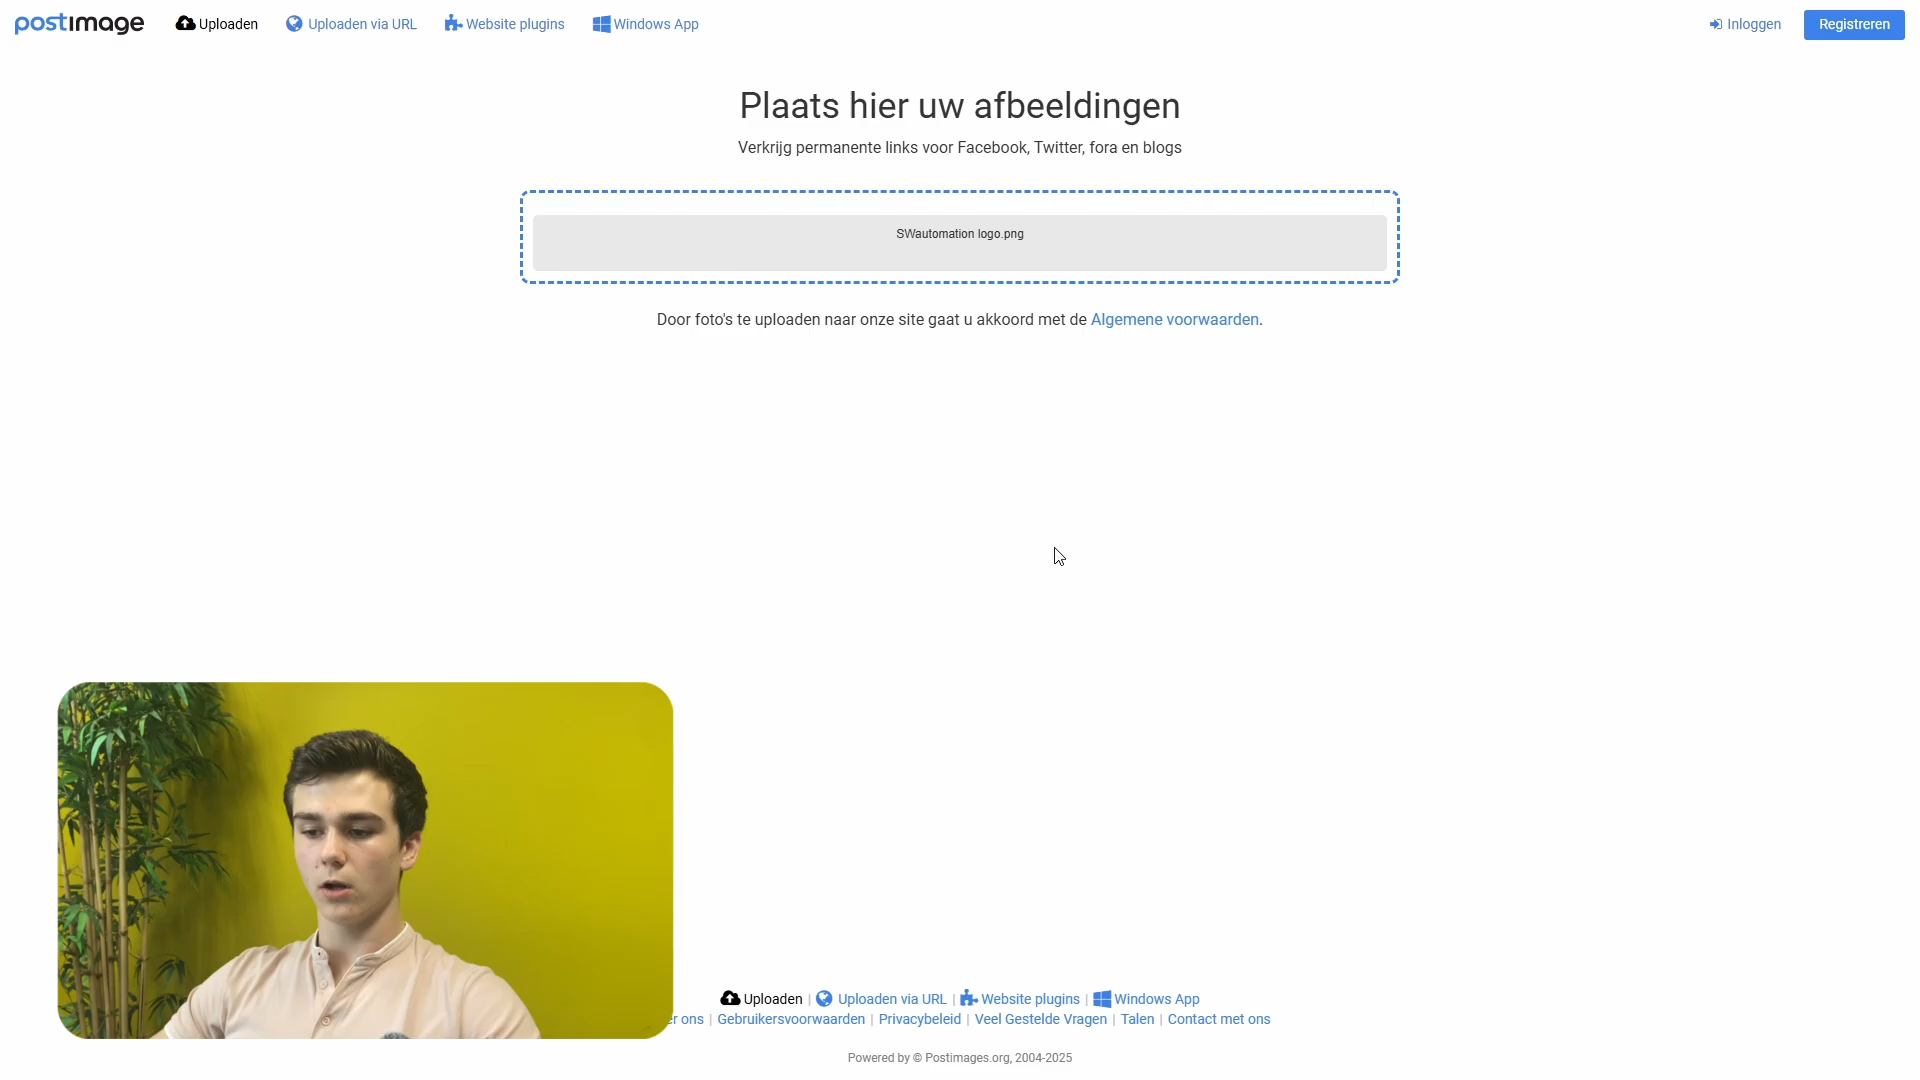 postimage Uploaden Uploaden via URL Website plugins Windows App Inloggen Registreren
Plaats hier uw afbeeldingen
Verkrijg permanente links voor Facebook, Twitter, fora en blogs
SWautomation logo.png
Door foto's te uploaden naar onze site gaat u akkoord met de Algemene voorwaarden.
Uploaden | Uploaden via URL | Website plugins | Windows App
ons | Gebruikersvoorwaarden | Privacybeleid | Veel Gestelde Vragen | Talen | Contact met ons
Powered by © Postimages.org, 2004-2025